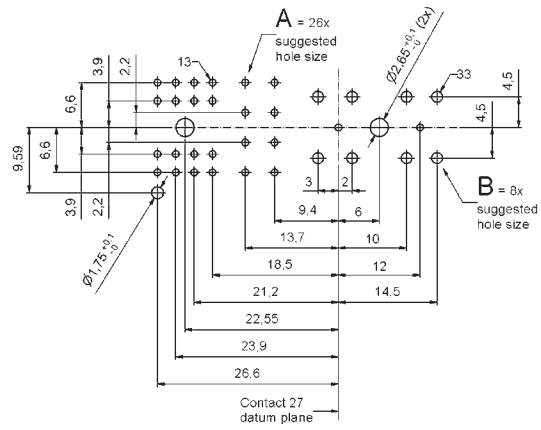 A = 26x
suggested
hole size
13
Ø2,65 +0,1 -0 (2x)
33
3,9
2,2
6,6
4,5
4,5
9,59
6,6
3,9
2,2
3
2
B = 8x
suggested
hole size
9,4
6
Ø1,75 +0,1 -0
13,7
10
18,5
12
21,2
14,5
22,55
23,9
26,6
Contact 27
datum plane